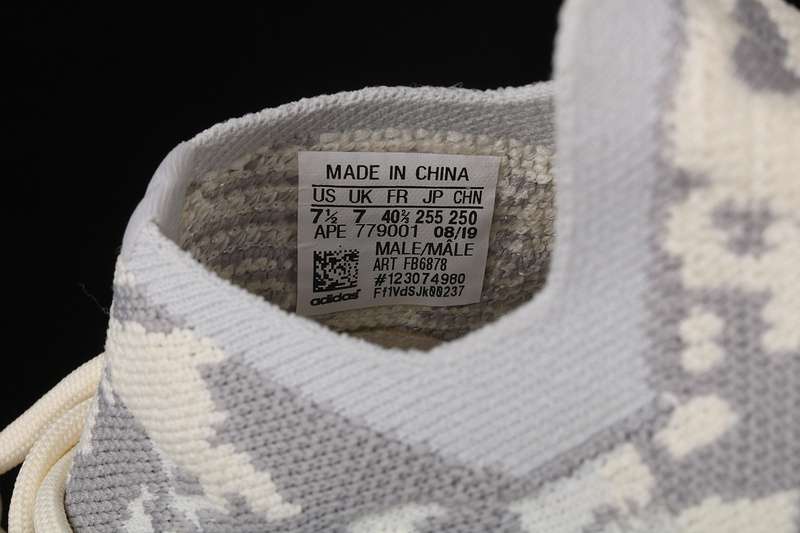 MADE IN CHINA
US UK FR JP CHN
7½ 7 40⅔ 255 250
APE 779001 08/19
MALE/MÂLE
ART FB6878
#123074980
Ff1VdSJk00237
adidas